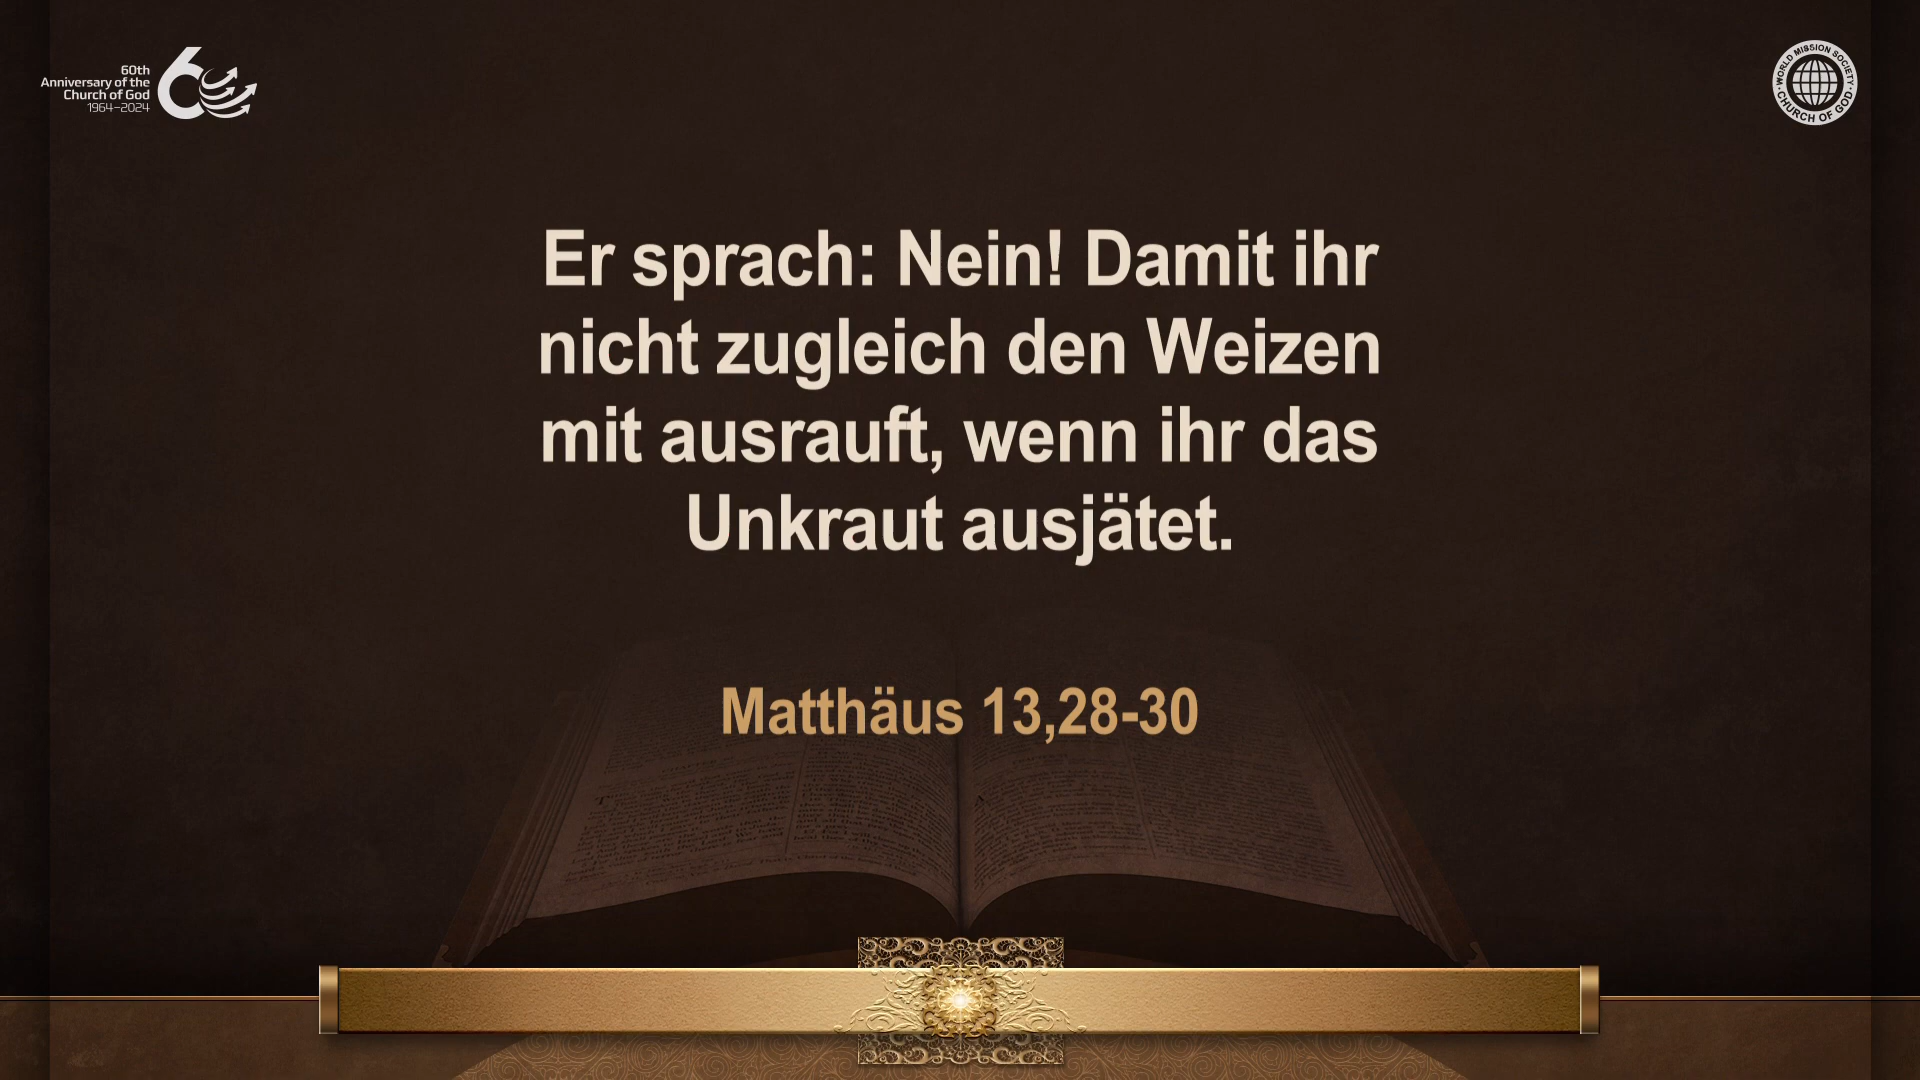 60th
Anniversary of the
Church of God
1964–2024
WORLD MISSION SOCIETY
CHURCH OF GOD
Er sprach: Nein! Damit ihr
nicht zugleich den Weizen
mit ausrauft, wenn ihr das
Unkraut ausjätet.
Matthäus 13,28-30